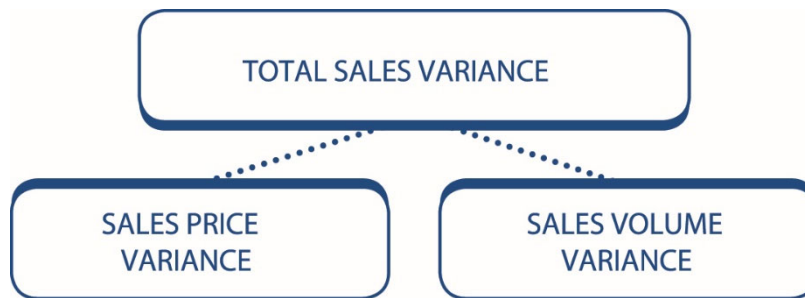 TOTAL SALES VARIANCE
SALES PRICE
VARIANCE
SALES VOLUME
VARIANCE